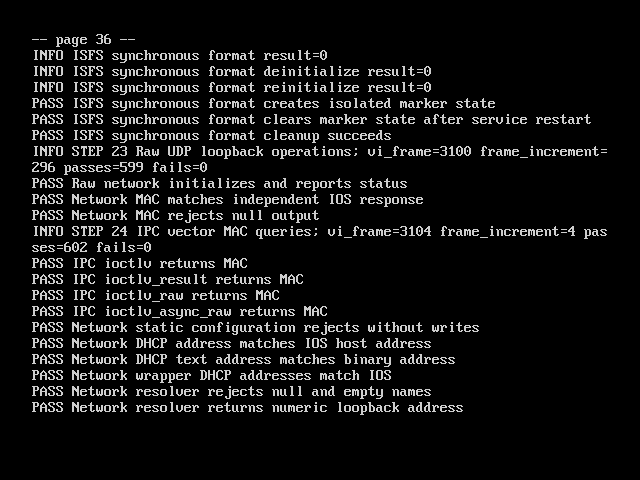 -- page 36 --
INFO ISFS synchronous format result=0
INFO ISFS synchronous format deinitialize result=0
INFO ISFS synchronous format reinitialize result=0
PASS ISFS synchronous format creates isolated marker state
PASS ISFS synchronous format clears marker state after service restart
PASS ISFS synchronous format cleanup succeeds
INFO STEP 23 Raw UDP loopback operations; vi_frame=3100 frame_increment=
296 passes=599 fails=0
PASS Raw network initializes and reports status
PASS Network MAC matches independent IOS response
PASS Network MAC rejects null output
INFO STEP 24 IPC vector MAC queries; vi_frame=3104 frame_increment=4 pas
ses=602 fails=0
PASS IPC ioctlv returns MAC
PASS IPC ioctlv_result returns MAC
PASS IPC ioctlv_raw returns MAC
PASS IPC ioctlv_async_raw returns MAC
PASS Network static configuration rejects without writes
PASS Network DHCP address matches IOS host address
PASS Network DHCP text address matches binary address
PASS Network wrapper DHCP addresses match IOS
PASS Network resolver rejects null and empty names
PASS Network resolver returns numeric loopback address